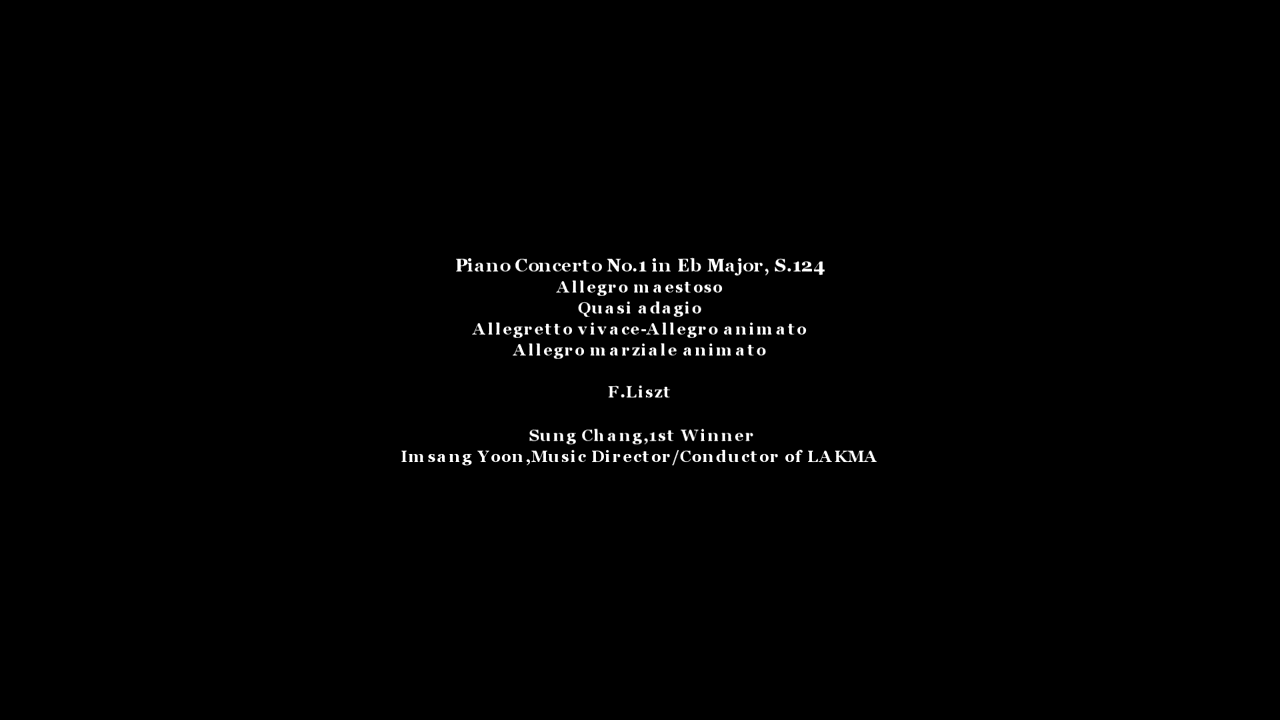 Piano Concerto No.1 in Eb Major, S.124
Allegro maestoso
Quasi adagio
Allegretto vivace-Allegro animato
Allegro marziale animato
F.Liszt
Sung Chang,1st Winner
Imsang Yoon,Music Director/Conductor of LAKMA